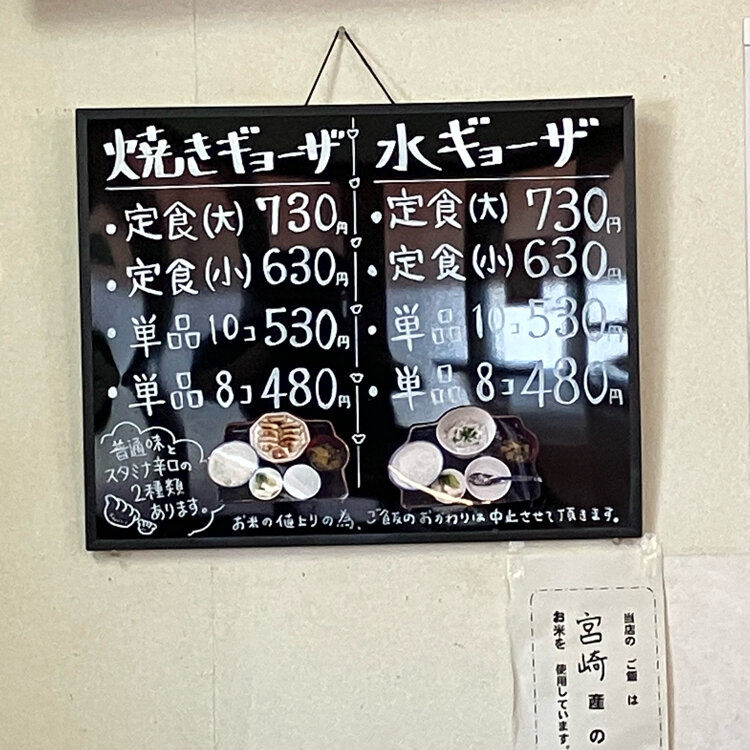 焼きギョーザ
・定食(大) 730円
・定食(小) 630円
・単品 10コ 530円
・単品 8コ 480円
普通味と
スタミナ辛口の
2種類
あります。
水ギョーザ
・定食(大) 730円
・定食(小) 630円
・単品 10コ 530円
・単品 8コ 480円
お米の値上りの為、ご飯のおかわりは中止させて頂きます。
当店の ご飯 は
宮崎産の
お米を 使用しています